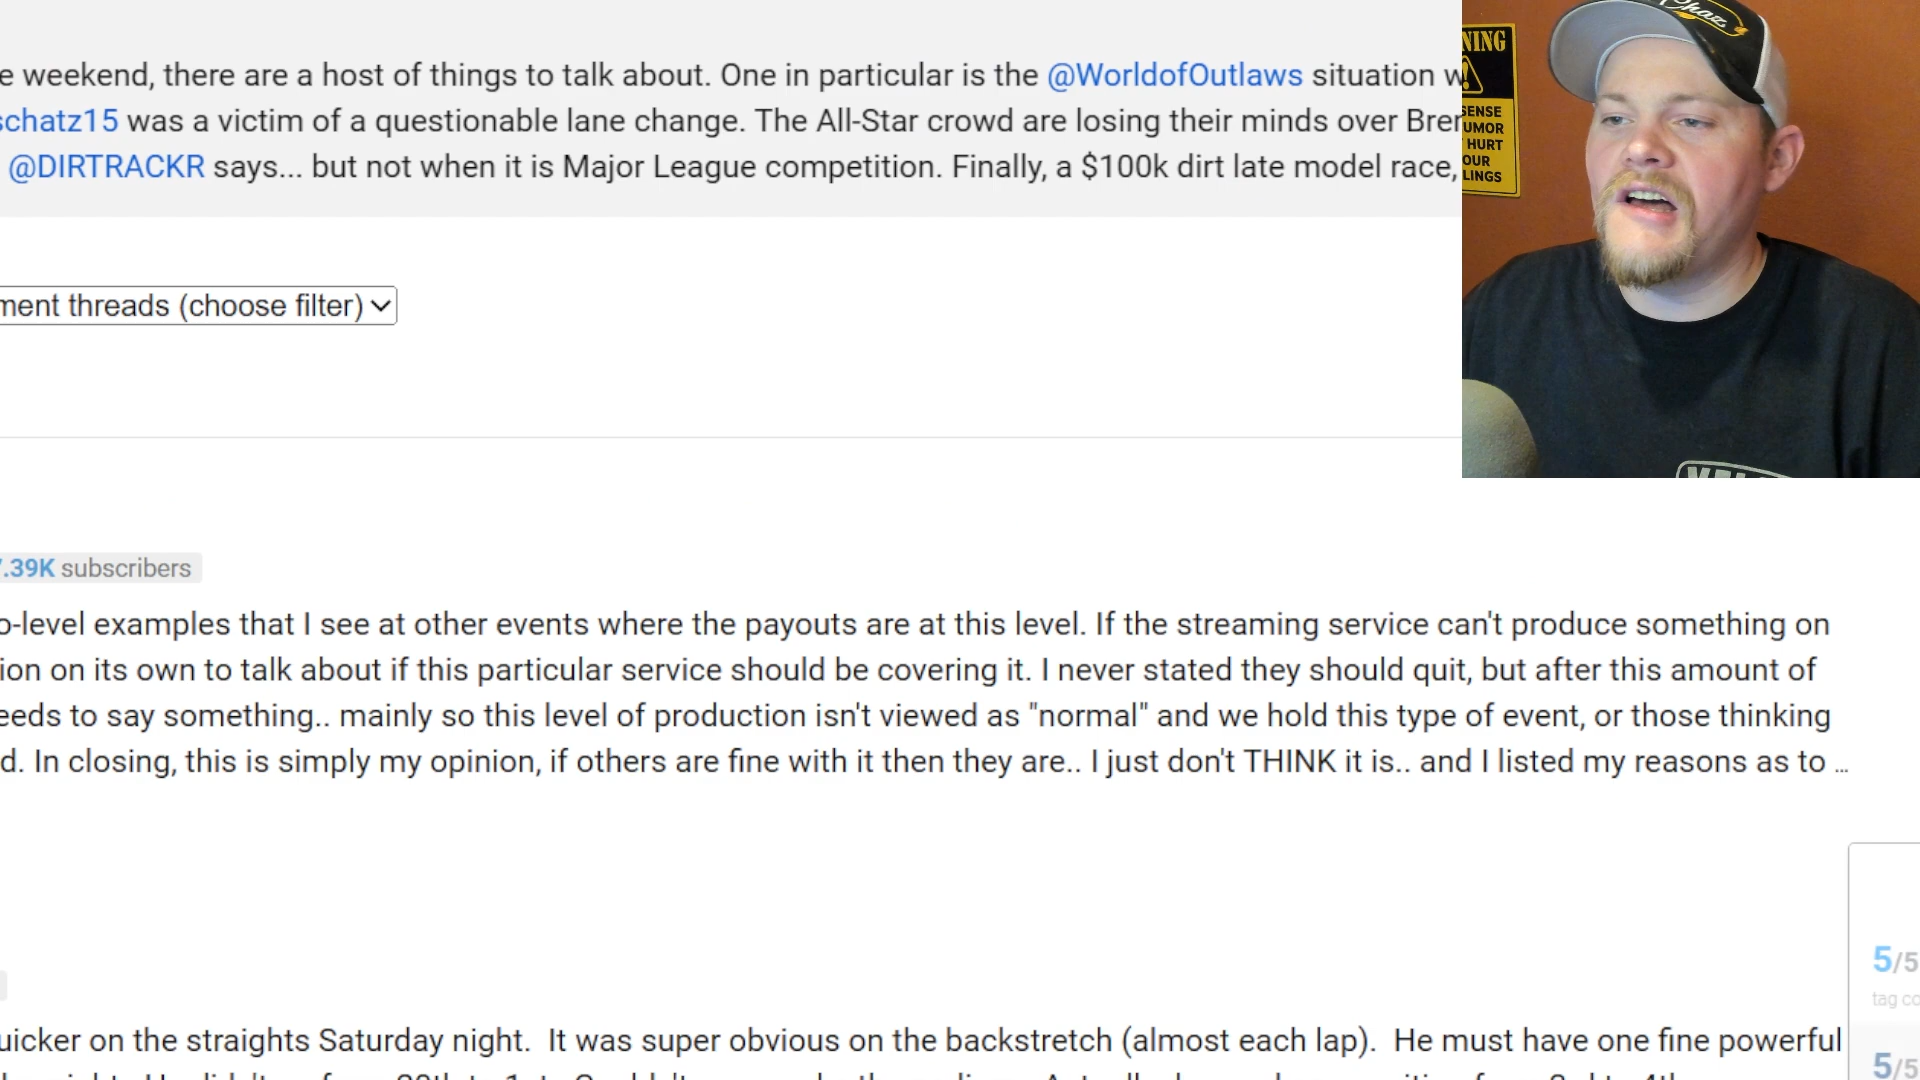 e weekend, there are a host of things to talk about. One in particular is the @WorldofOutlaws situation w
schatz15 was a victim of a questionable lane change. The All-Star crowd are losing their minds over Bren
@DIRTRACKR says... but not when it is Major League competition. Finally, a $100k dirt late model race,
Chaz
NING
SENSE
UMOR
HURT
OUR
LINGS
ment threads (choose filter)
.39K subscribers
o-level examples that I see at other events where the payouts are at this level. If the streaming service can't produce something on
ion on its own to talk about if this particular service should be covering it. I never stated they should quit, but after this amount of
eeds to say something.. mainly so this level of production isn't viewed as "normal" and we hold this type of event, or those thinking
d. In closing, this is simply my opinion, if others are fine with it then they are.. I just don't THINK it is.. and I listed my reasons as to ...
5/5
tag co
uicker on the straights Saturday night. It was super obvious on the backstretch (almost each lap). He must have one fine powerful
5/5